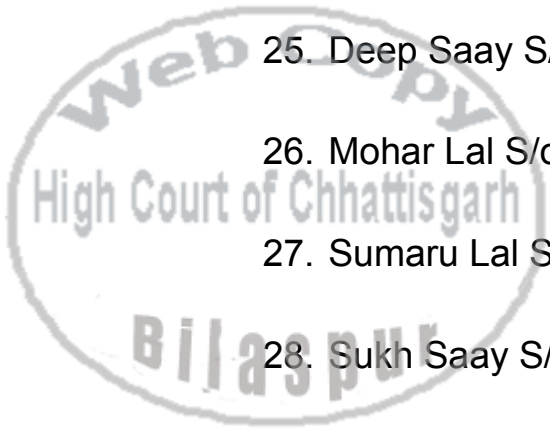 Web Copy
25. Deep Saay S/
26. Mohar Lal S/o
High Court of Chhattisgarh
27. Sumaru Lal S
28. Sukh Saay S/
Bilaspur